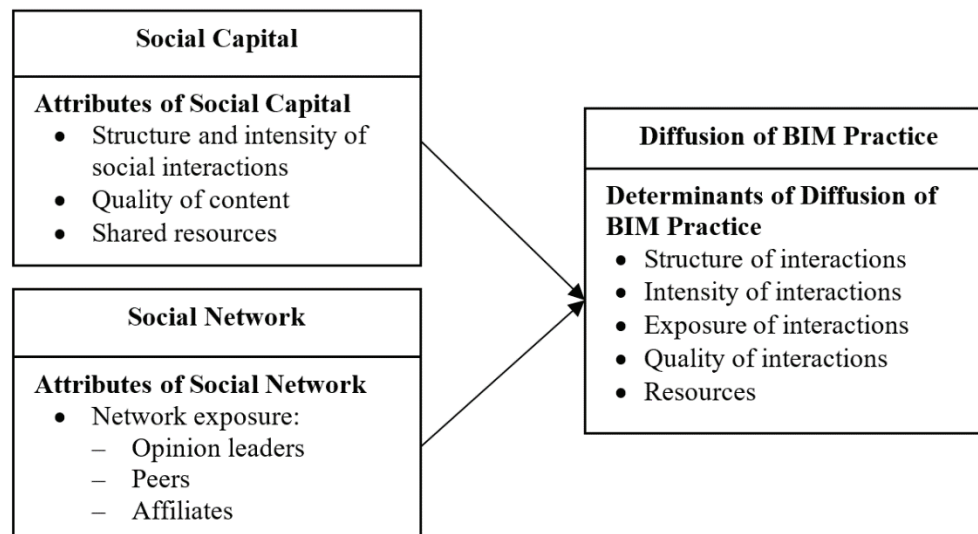 Social Capital
Attributes of Social Capital
• Structure and intensity of
social interactions
• Quality of content
• Shared resources
Social Network
Attributes of Social Network
• Network exposure:
– Opinion leaders
– Peers
– Affiliates
Diffusion of BIM Practice
Determinants of Diffusion of
BIM Practice
• Structure of interactions
• Intensity of interactions
• Exposure of interactions
• Quality of interactions
• Resources